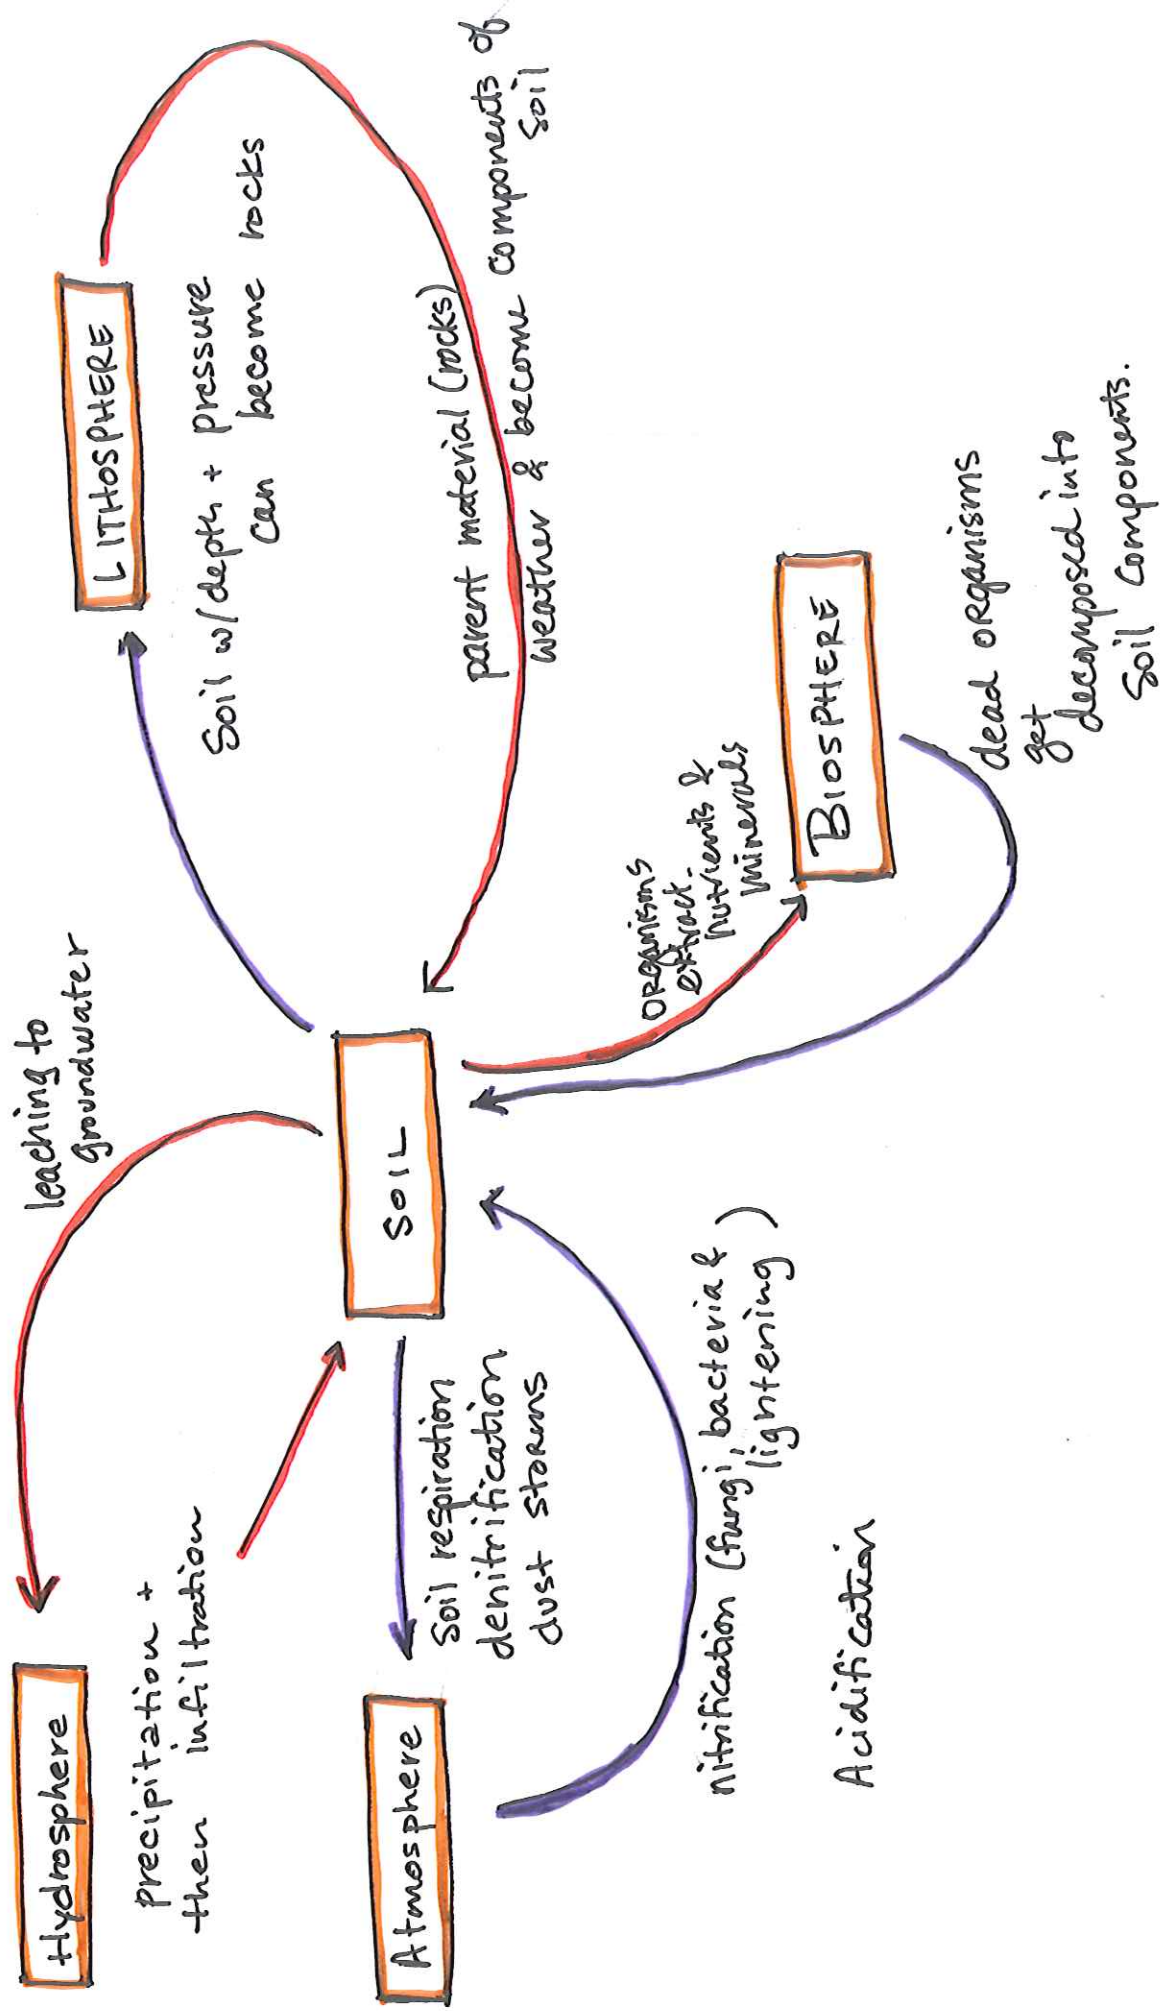 Hydrosphere
precipitation +
then infiltration
leaching to
groundwater
LITHOSPHERE
Soil w/depth + pressure
can become rocks
parent material (rocks)
weather & become components of
Soil
SOIL
Atmosphere
Soil respiration
denitrification
dust storms
nitrification (fungi, bacteria &
lightening)
Acidification
ORganisms
extract
nutrients &
minerals
BIOSPHERE
dead organisms
get
decomposed into
Soil components.